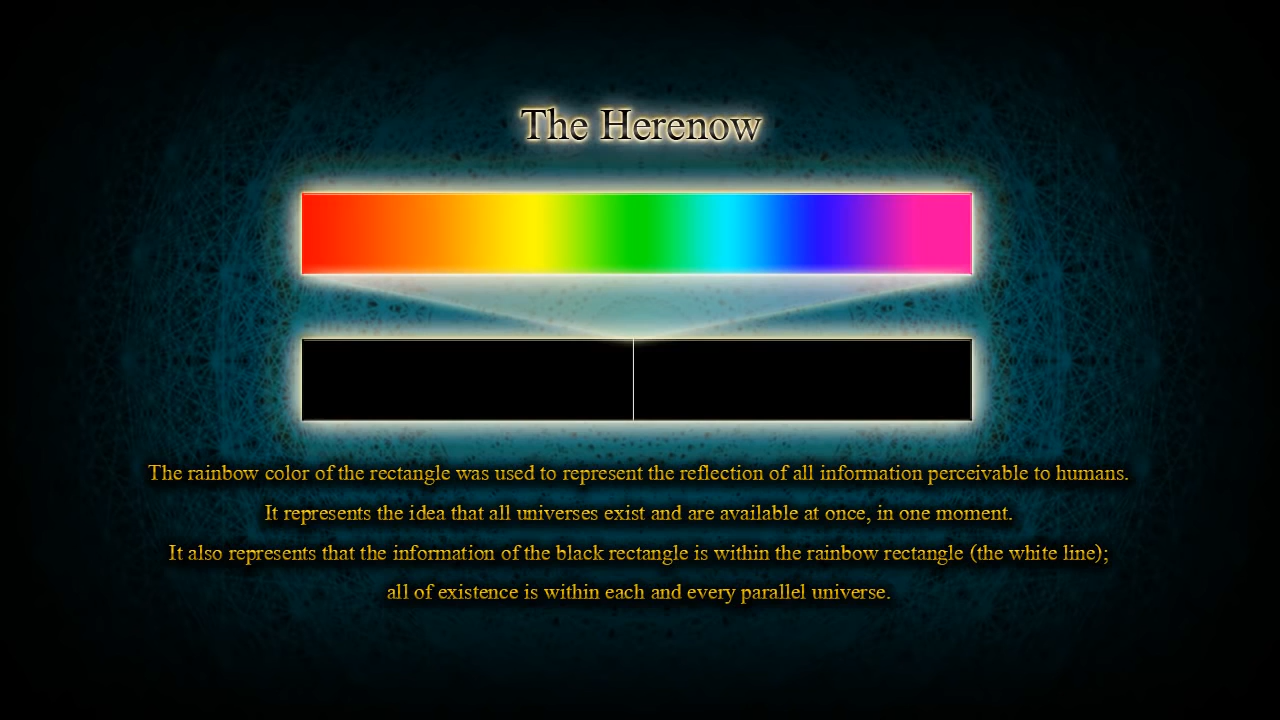 The Herenow
The rainbow color of the rectangle was used to represent the reflection of all information perceivable to humans.
It represents the idea that all universes exist and are available at once, in one moment.
It also represents that the information of the black rectangle is within the rainbow rectangle (the white line);
all of existence is within each and every parallel universe.